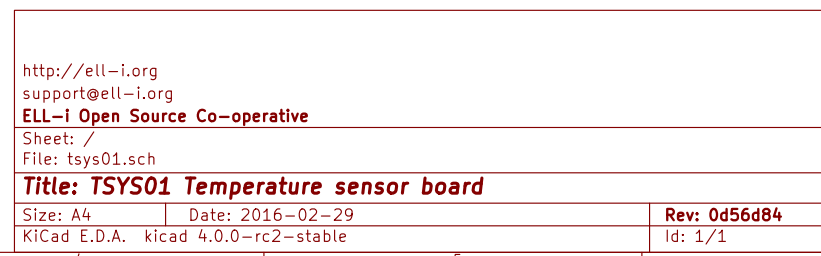 http://ell-i.org
support@ell-i.org
ELL-i Open Source Co-operative
Sheet: /
File: tsys01.sch
Title: TSYS01 Temperature sensor board
Size: A4 Date: 2016-02-29 Rev: 0d56d84
KiCad E.D.A. kicad 4.0.0-rc2-stable Id: 1/1